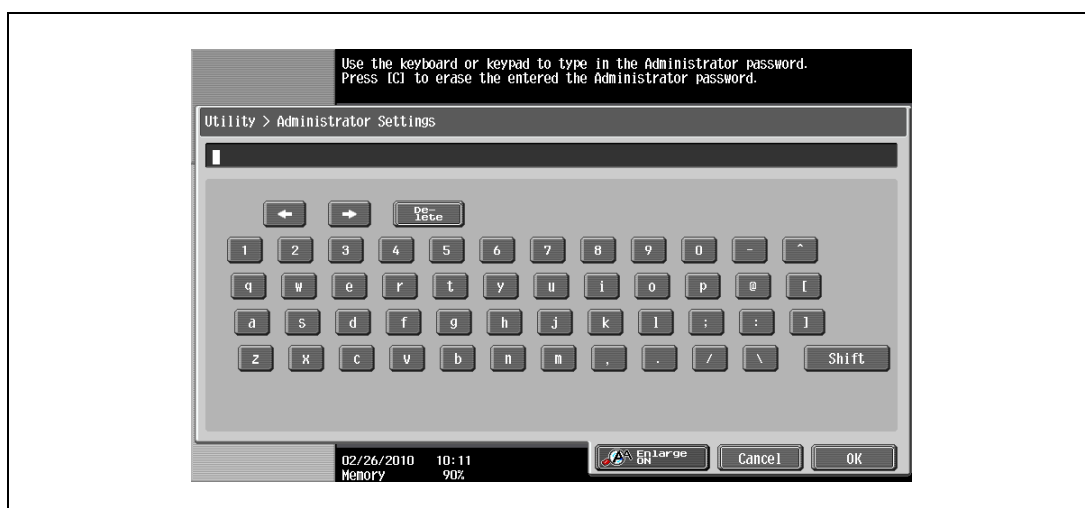 Use the keyboard or keypad to type in the Administrator password.
Press [C] to erase the entered the Administrator password.
Utility > Administrator Settings
← → De-lete
1 2 3 4 5 6 7 8 9 0 - ^
q w e r t y u i o p @ [
a s d f g h j k l ; : ]
z x c v b n m , . / \ Shift
02/26/2010 10:11
Memory 90%
Enlarge ON Cancel OK